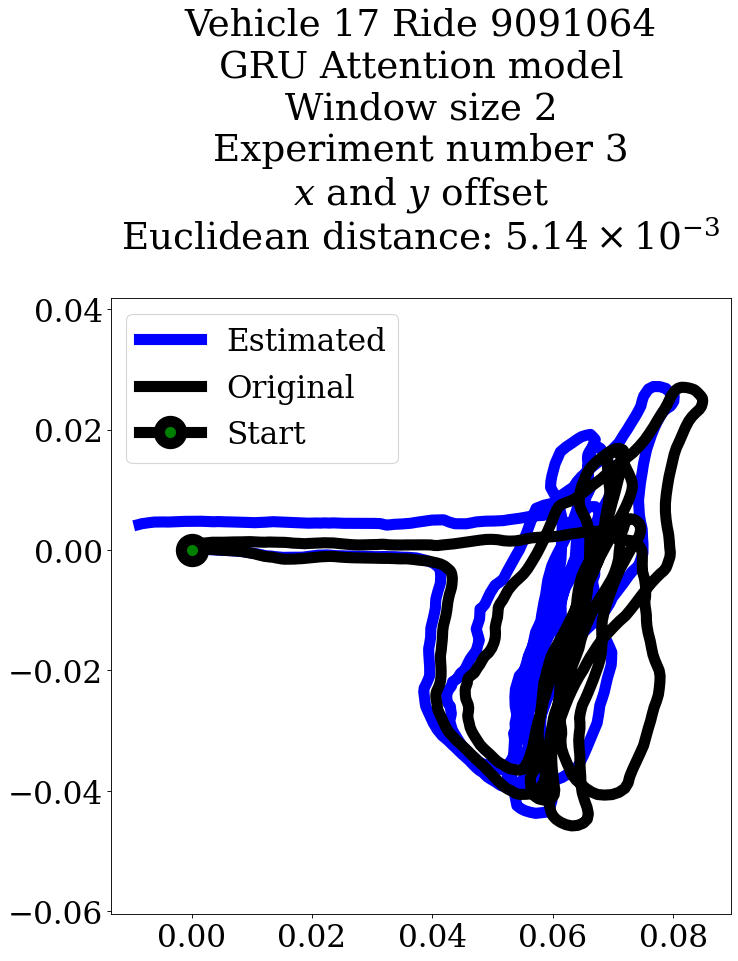 Vehicle 17 Ride 9091064
GRU Attention model
Window size 2
Experiment number 3
x and y offset
Euclidean distance: 5.14 × 10⁻³
0.04
0.02
0.00
−0.02
−0.04
−0.06
Estimated
Original
Start
0.00 0.02 0.04 0.06 0.08